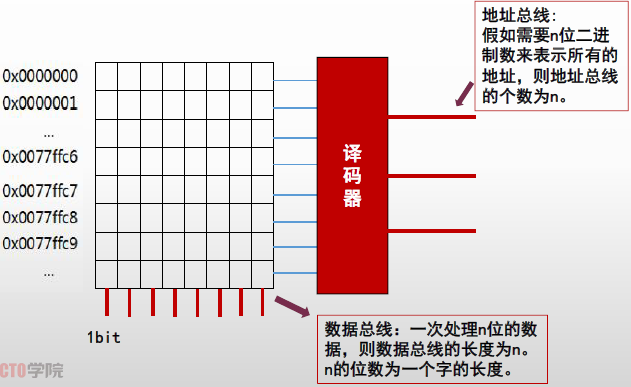 地址总线：
假如需要n位二进
制数来表示所有的
地址，则地址总线
的个数为n。
0x0000000
0x0000001
...
0x0077ffc6
0x0077ffc7
0x0077ffc8
0x0077ffc9
...
译
码
器
1bit
数据总线：一次处理n位的数
据，则数据总线的长度为n。
n的位数为一个字的长度。
CTO学院